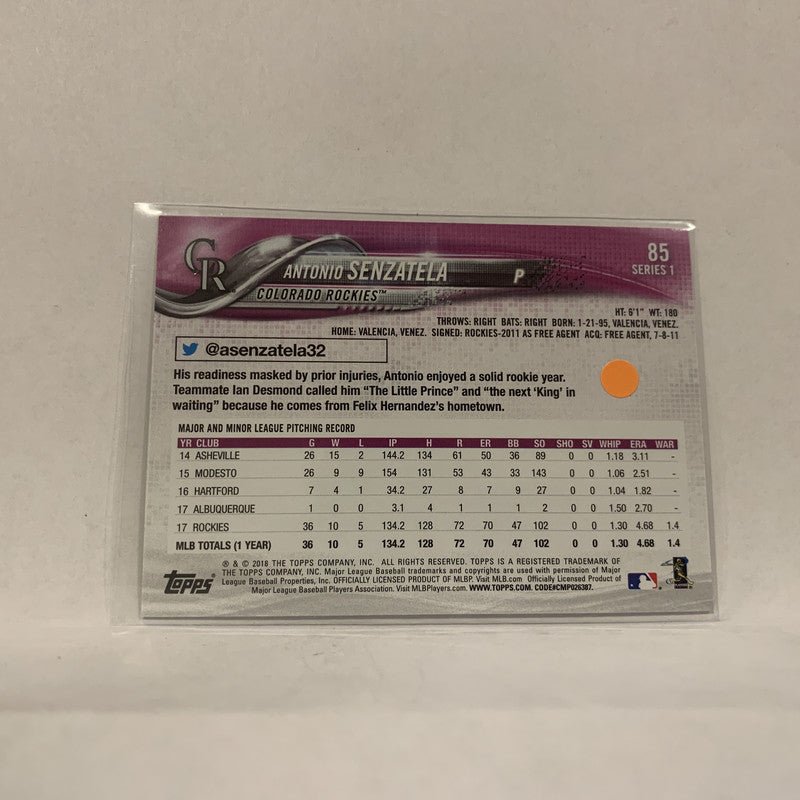 CR
ANTONIO SENZATELA P
COLORADO ROCKIES™
85
SERIES 1
HT: 6'1" WT: 180
THROWS: RIGHT BATS: RIGHT BORN: 1-21-95, VALENCIA, VENEZ.
HOME: VALENCIA, VENEZ. SIGNED: ROCKIES-2011 AS FREE AGENT ACQ: FREE AGENT, 7-8-11
@asenzatela32
His readiness masked by prior injuries, Antonio enjoyed a solid rookie year.
Teammate Ian Desmond called him “The Little Prince” and “the next ‘King’ in
waiting” because he comes from Felix Hernandez’s hometown.
MAJOR AND MINOR LEAGUE PITCHING RECORD
YR CLUB G W L IP H R ER BB SO SHO SV WHIP ERA WAR
14 ASHEVILLE 26 15 2 144.2 134 61 50 36 89 0 0 1.18 3.11 -
15 MODESTO 26 9 9 154 131 53 43 33 143 0 0 1.06 2.51 -
16 HARTFORD 7 4 1 34.2 27 8 7 9 27 0 0 1.04 1.82 -
17 ALBUQUERQUE 1 0 0 3.1 4 1 1 1 2 0 0 1.50 2.70 -
17 ROCKIES 36 10 5 134.2 128 72 70 47 102 0 0 1.30 4.68 1.4
MLB TOTALS (1 YEAR) 36 10 5 134.2 128 72 70 47 102 0 0 1.30 4.68 1.4
topps
® & © 2018 THE TOPPS COMPANY, INC. ALL RIGHTS RESERVED. TOPPS IS A REGISTERED TRADEMARK OF
THE TOPPS COMPANY, INC. Major League Baseball trademarks and copyrights are used with permission of Major
League Baseball Properties, Inc. OFFICIALLY LICENSED PRODUCT OF MLBP. Visit MLB.com Officially Licensed Product of
Major League Baseball Players Association. Visit MLBPlayers.com. WWW.TOPPS.COM. CODE#CMP026387.